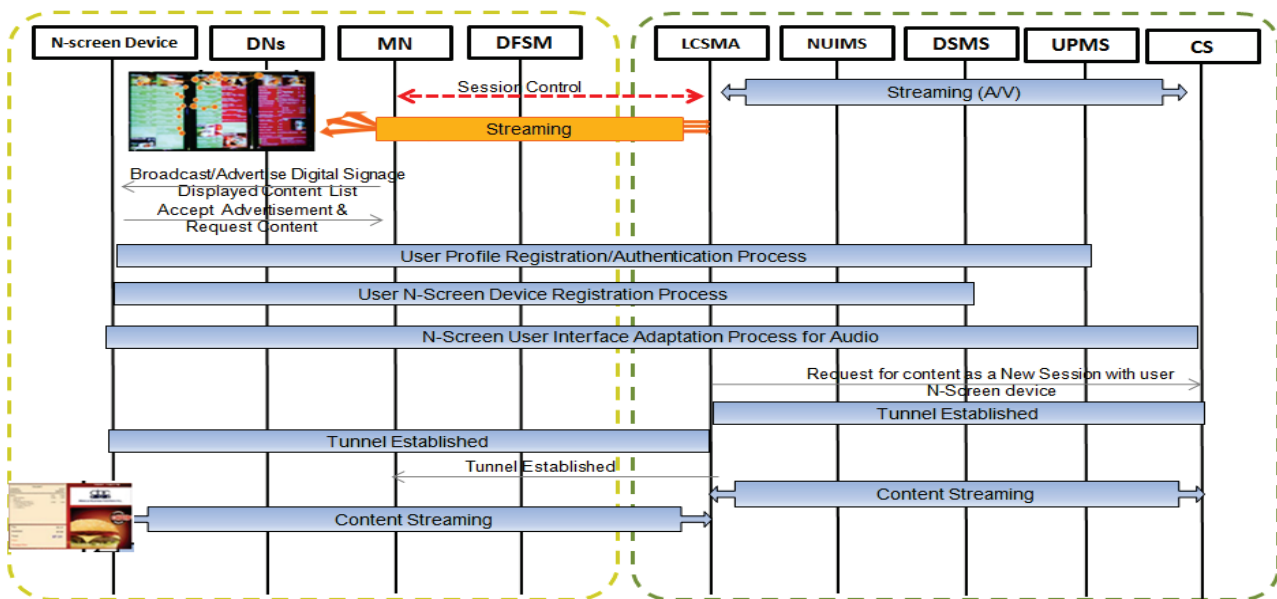 N-screen Device
DNs
MN
DFSM
LCSMA
NUIMS
DSMS
UPMS
CS
Session Control
Streaming (A/V)
Streaming
Broadcast/Advertise Digital Signage
Displayed Content List
Accept Advertisement &
Request Content
User Profile Registration/Authentication Process
User N-Screen Device Registration Process
N-Screen User Interface Adaptation Process for Audio
Request for content as a New Session with user
N-Screen device
Tunnel Established
Tunnel Established
Tunnel Established
Content Streaming
Content Streaming